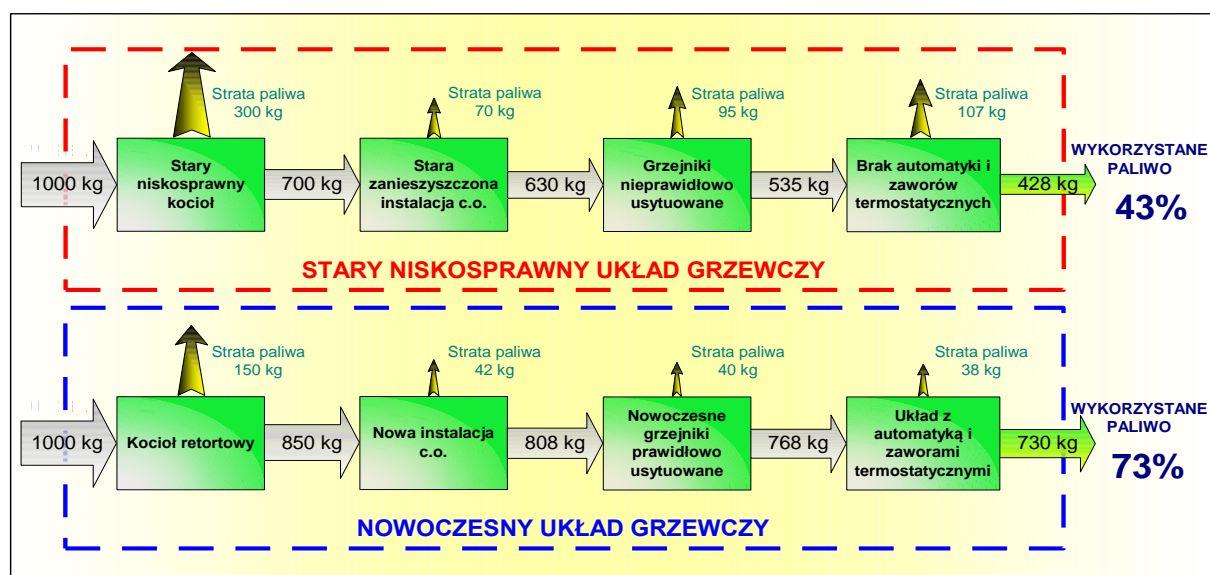 Strata paliwa
300 kg
Strata paliwa
70 kg
Strata paliwa
95 kg
Strata paliwa
107 kg
1000 kg
Stary
niskosprawny
kocioł
700 kg
Stara
zanieszyszczona
instalacja c.o.
630 kg
Grzejniki
nieprawidłowo
usytuowane
535 kg
Brak automatyki i
zaworów
termostatycznych
428 kg
WYKORZYSTANE
PALIWO
43%
STARY NISKOSPRAWNY UKŁAD GRZEWCZY
Strata paliwa
150 kg
Strata paliwa
42 kg
Strata paliwa
40 kg
Strata paliwa
38 kg
1000 kg
Kocioł retortowy
850 kg
Nowa instalacja
c.o.
808 kg
Nowoczesne
grzejniki
prawidłowo
usytuowane
768 kg
Układ z
automatyką i
zaworami
termostatycznymi
730 kg
WYKORZYSTANE
PALIWO
73%
NOWOCZESNY UKŁAD GRZEWCZY